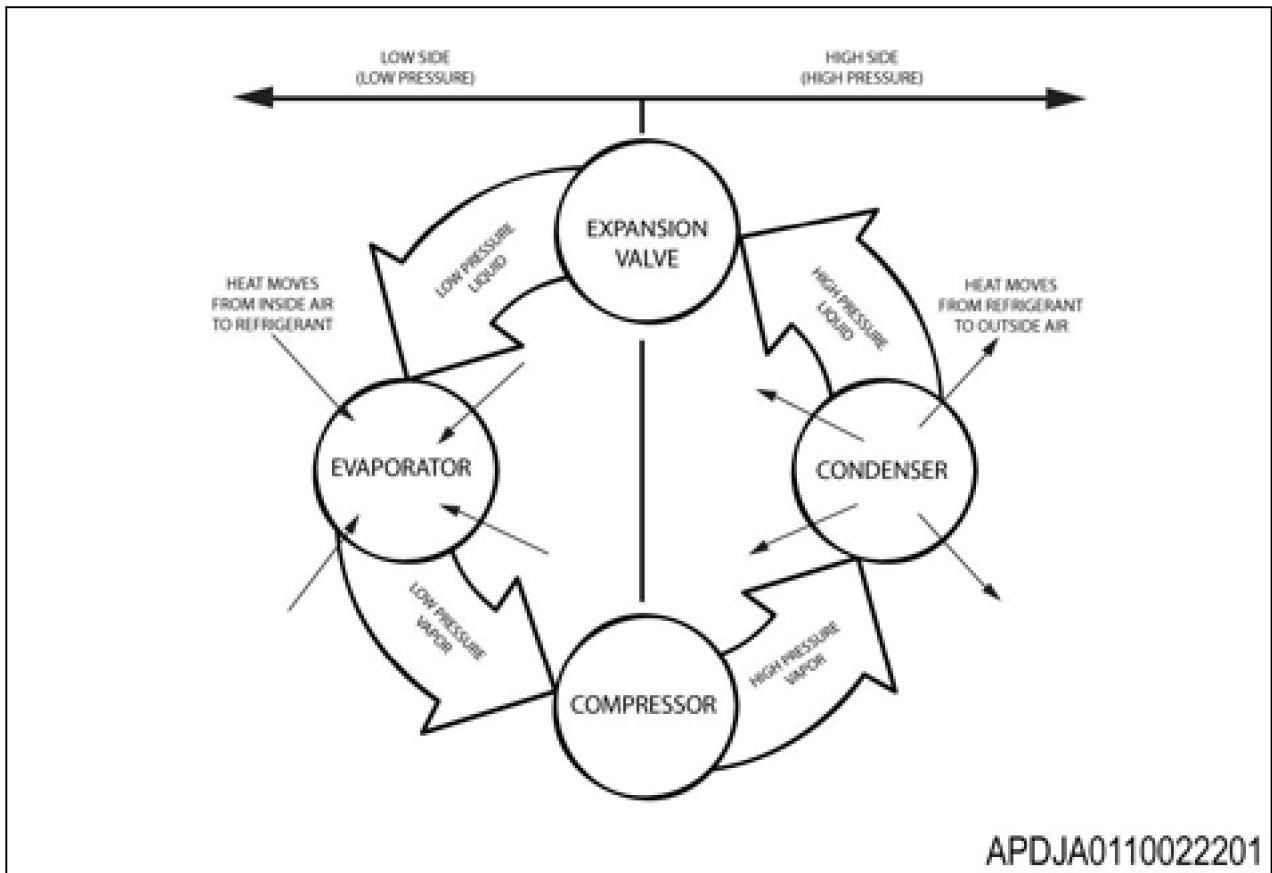 LOW SIDE
(LOW PRESSURE)
HIGH SIDE
(HIGH PRESSURE)
EXPANSION
VALVE
LOW PRESSURE
LIQUID
HIGH PRESSURE
LIQUID
HEAT MOVES
FROM INSIDE AIR
TO REFRIGERANT
HEAT MOVES
FROM REFRIGERANT
TO OUTSIDE AIR
EVAPORATOR
CONDENSER
LOW PRESSURE
VAPOR
HIGH PRESSURE
VAPOR
COMPRESSOR
APDJA0110022201